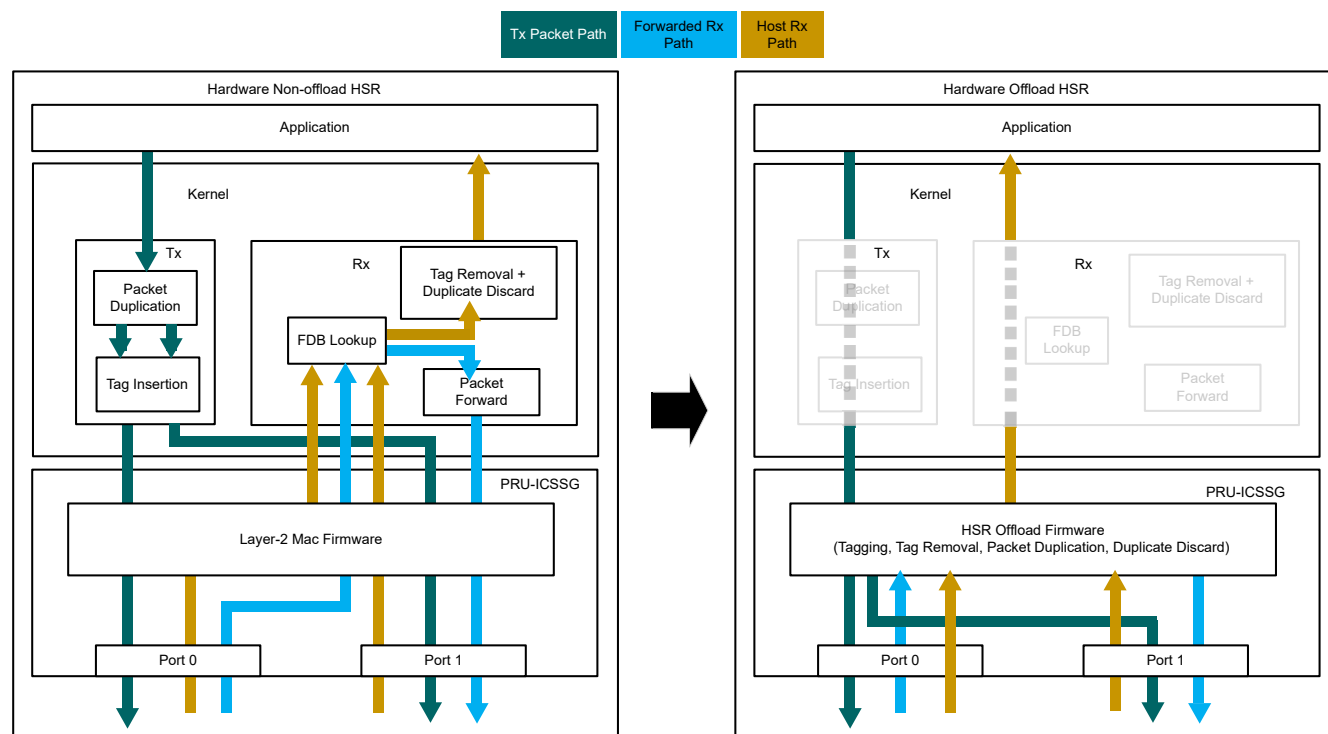 Tx Packet Path
Forwarded Rx
Path
Host Rx
Path
Hardware Non-offload HSR
Application
Kernel
Tx
Packet
Duplication
Tag Insertion
Rx
Tag Removal +
Duplicate Discard
FDB Lookup
Packet
Forward
PRU-ICSSG
Layer-2 Mac Firmware
Port 0
Port 1
Hardware Offload HSR
Application
Kernel
Tx
Packet
Duplication
Tag Insertion
Rx
Tag Removal +
Duplicate Discard
FDB
Lookup
Packet
Forward
PRU-ICSSG
HSR Offload Firmware
(Tagging, Tag Removal, Packet Duplication, Duplicate Discard)
Port 0
Port 1